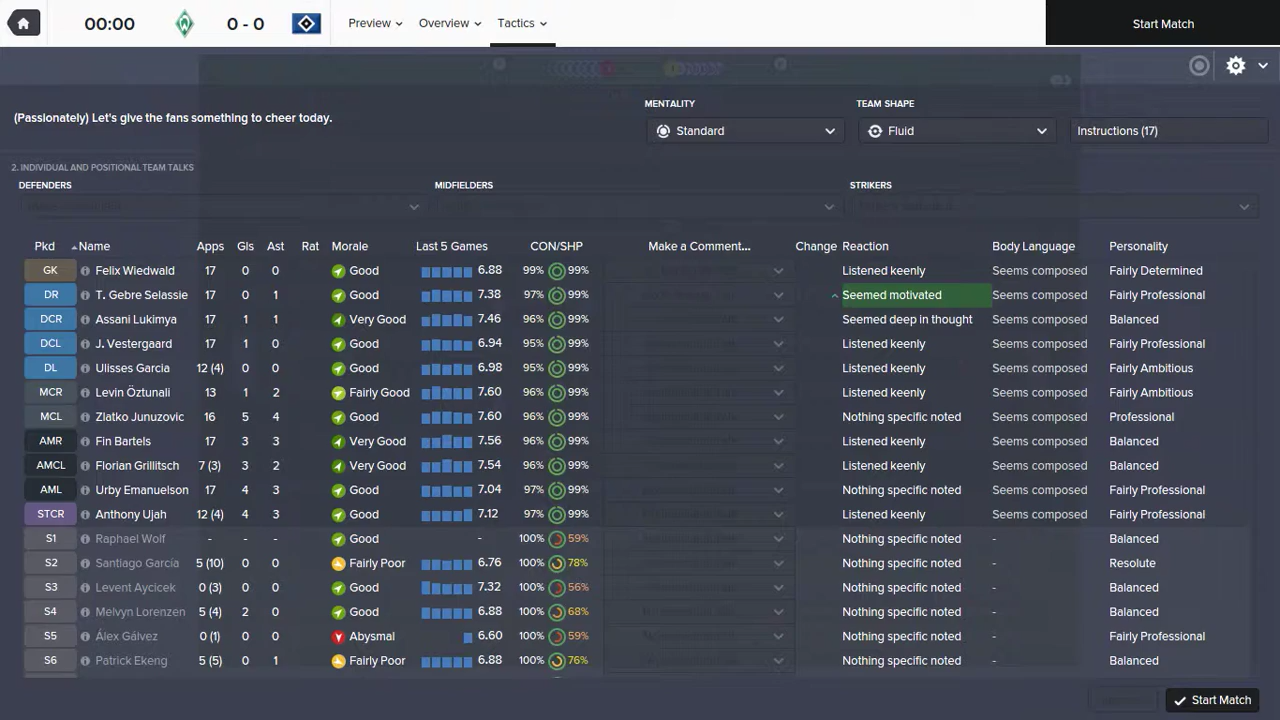 00:00 0 - 0 Preview Overview Tactics Start Match
(Passionately) Let's give the fans something to cheer today.
MENTALITY TEAM SHAPE
Standard Fluid Instructions (17)
2. INDIVIDUAL AND POSITIONAL TEAM TALKS
DEFENDERS MIDFIELDERS STRIKERS
Pkd Name Apps Gls Ast Rat Morale Last 5 Games CON/SHP Make a Comment... Change Reaction Body Language Personality
GK Felix Wiedwald 17 0 0 Good 6.88 99% 99% Listened keenly Seems composed Fairly Determined
DR T. Gebre Selassie 17 0 1 Good 7.38 97% 99% Seemed motivated Seems composed Fairly Professional
DCR Assani Lukimya 17 1 1 Very Good 7.46 96% 99% Seemed deep in thought Seems composed Balanced
DCL J. Vestergaard 17 1 0 Good 6.94 95% 99% Listened keenly Seems composed Fairly Professional
DL Ulisses Garcia 12 (4) 0 0 Good 6.98 95% 99% Listened keenly Seems composed Fairly Ambitious
MCR Levin Öztunali 13 1 2 Fairly Good 7.60 96% 99% Listened keenly Seems composed Fairly Ambitious
MCL Zlatko Junuzovic 16 5 4 Good 7.60 96% 99% Nothing specific noted Seems composed Professional
AMR Fin Bartels 17 3 3 Very Good 7.56 96% 99% Listened keenly Seems composed Balanced
AMCL Florian Grillitsch 7 (3) 3 2 Very Good 7.54 96% 99% Listened keenly Seems composed Balanced
AML Urby Emanuelson 17 4 3 Good 7.04 97% 99% Nothing specific noted Seems composed Fairly Professional
STCR Anthony Ujah 12 (4) 4 3 Good 7.12 97% 99% Listened keenly Seems composed Fairly Professional
S1 Raphael Wolf - - - Good - 100% 59% Nothing specific noted - Balanced
S2 Santiago García 5 (10) 0 0 Fairly Poor 6.76 100% 78% Nothing specific noted - Resolute
S3 Levent Aycicek 0 (3) 0 0 Good 7.32 100% 56% Nothing specific noted - Balanced
S4 Melvyn Lorenzen 5 (4) 2 0 Good 6.88 100% 68% Nothing specific noted - Balanced
S5 Álex Gálvez 0 (1) 0 0 Abysmal 6.60 100% 59% Nothing specific noted - Fairly Professional
S6 Patrick Ekeng 5 (5) 0 1 Fairly Poor 6.88 100% 76% Nothing specific noted - Balanced
Start Match